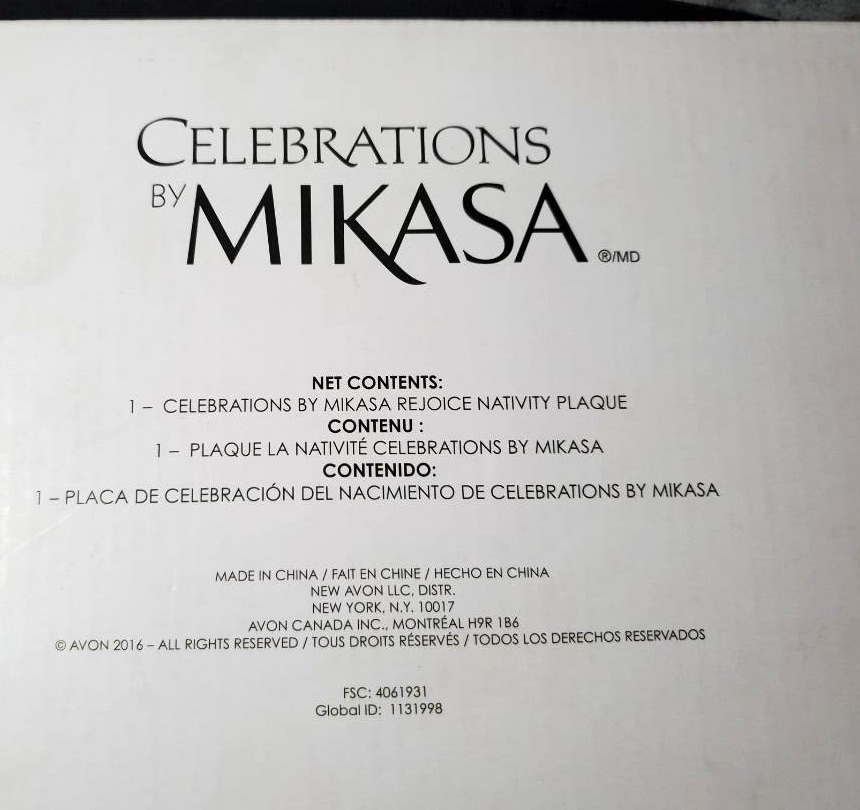 CELEBRATIONS
BY MIKASA ®/MD
NET CONTENTS:
1 – CELEBRATIONS BY MIKASA REJOICE NATIVITY PLAQUE
CONTENU :
1 – PLAQUE LA NATIVITÉ CELEBRATIONS BY MIKASA
CONTENIDO:
1 – PLACA DE CELEBRACIÓN DEL NACIMIENTO DE CELEBRATIONS BY MIKASA
MADE IN CHINA / FAIT EN CHINE / HECHO EN CHINA
NEW AVON LLC, DISTR.
NEW YORK, N.Y. 10017
AVON CANADA INC., MONTRÉAL H9R 1B6
© AVON 2016 – ALL RIGHTS RESERVED / TOUS DROITS RÉSERVÉS / TODOS LOS DERECHOS RESERVADOS
FSC: 4061931
Global ID: 1131998